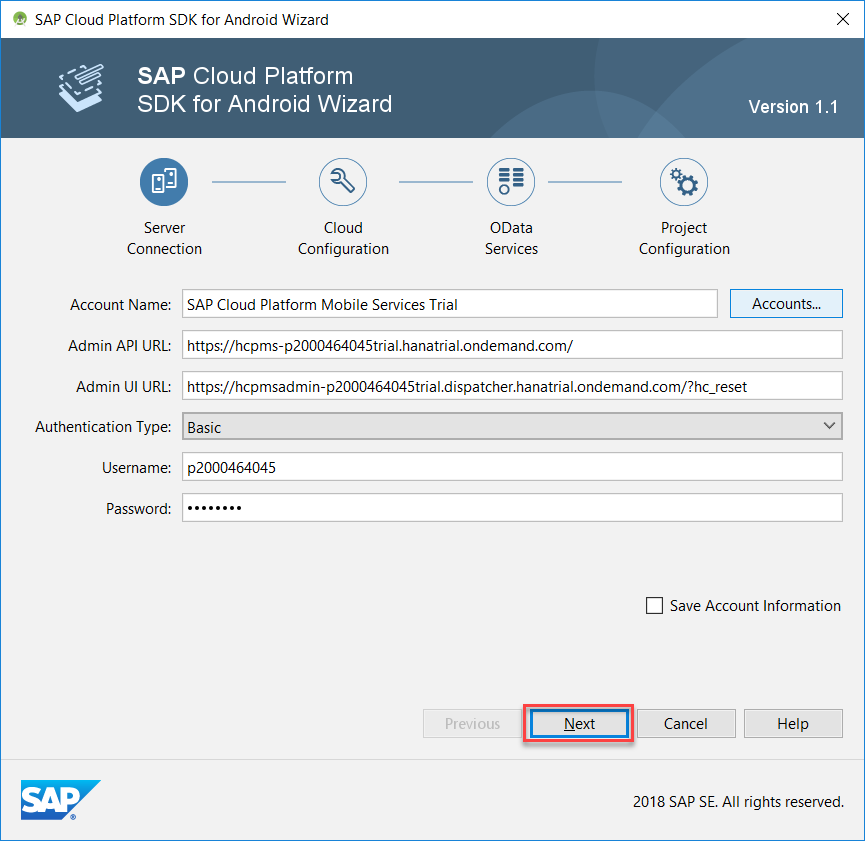 SAP Cloud Platform SDK for Android Wizard
SAP Cloud Platform
SDK for Android Wizard
Version 1.1
Server
Connection
Cloud
Configuration
OData
Services
Project
Configuration
Account Name: SAP Cloud Platform Mobile Services Trial Accounts...
Admin API URL: https://hcpms-p2000464045trial.hanatrial.ondemand.com/
Admin UI URL: https://hcpmsadmin-p2000464045trial.dispatcher.hanatrial.ondemand.com/?hc_reset
Authentication Type: Basic
Username: p2000464045
Password: ••••••••
Save Account Information
Previous Next Cancel Help
SAP®
2018 SAP SE. All rights reserved.